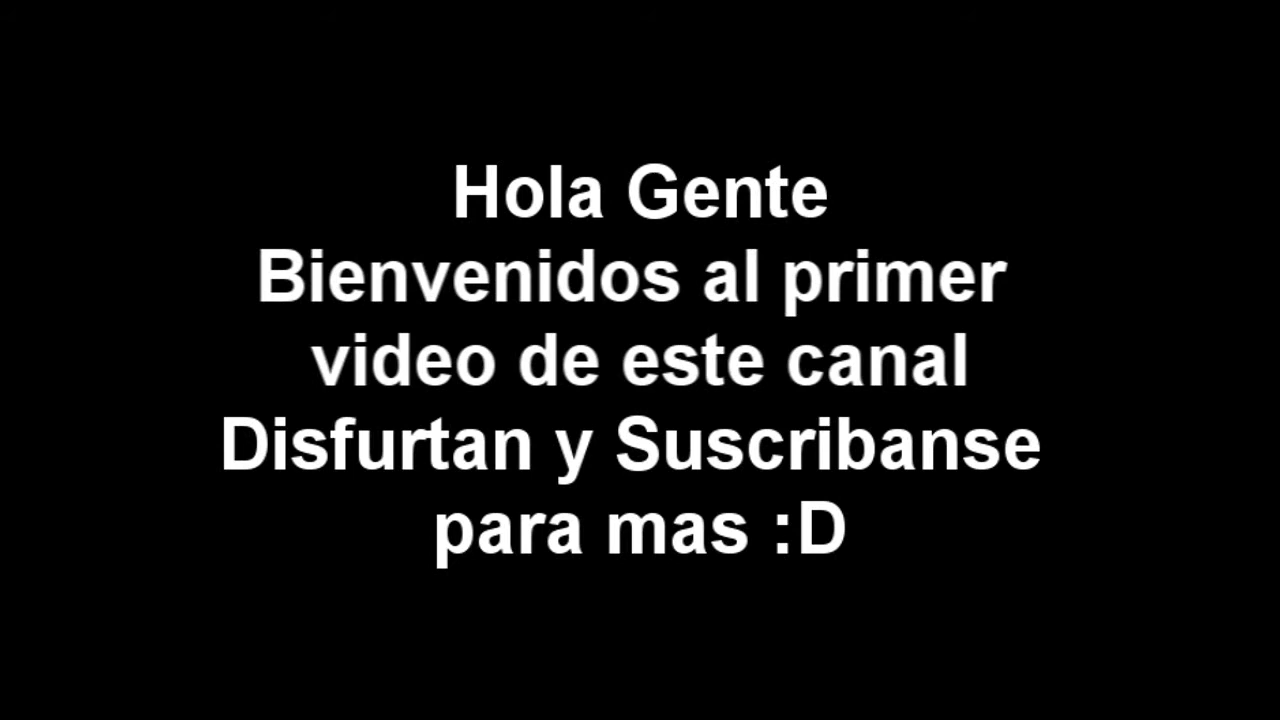 Hola Gente
Bienvenidos al primer
video de este canal
Disfurtan y Suscribanse
para mas :D